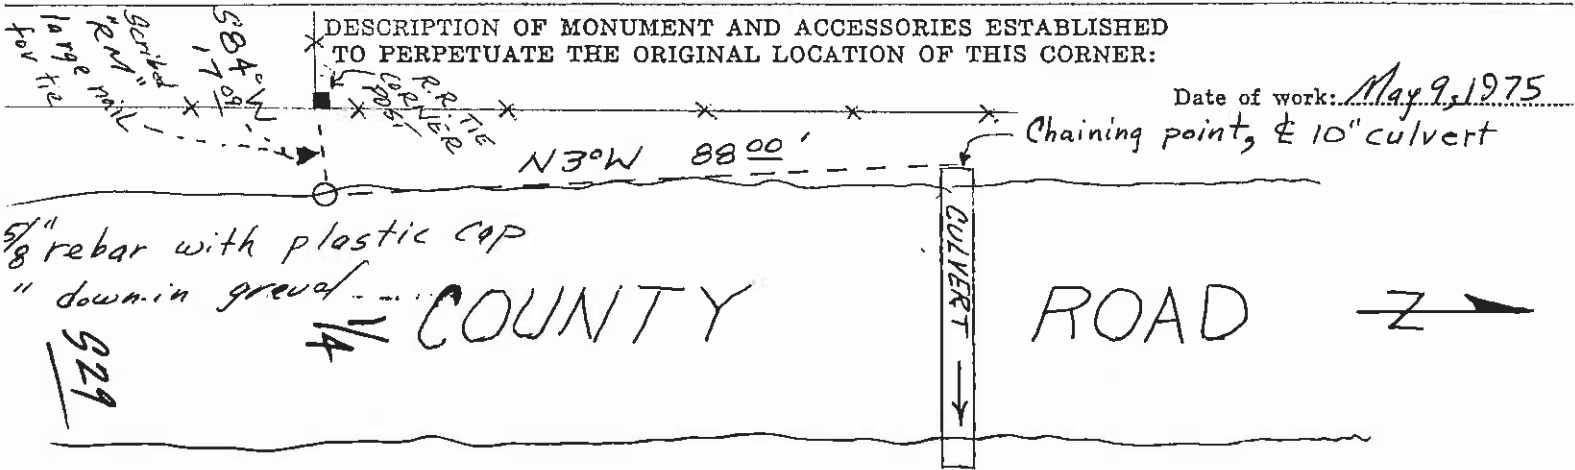 DESCRIPTION OF MONUMENT AND ACCESSORIES ESTABLISHED
TO PERPETUATE THE ORIGINAL LOCATION OF THIS CORNER:
Date of work: May 9, 1975
S84°W
17.09
Scribed
"RM"
large nail
for tie
R.R. TIE
CORNER
POST
Chaining point, ℄ 10" culvert
N3°W 88 00'
5/8" rebar with plastic cap
" down in gravel
1/4
S29
COUNTY ROAD
CULVERT
N